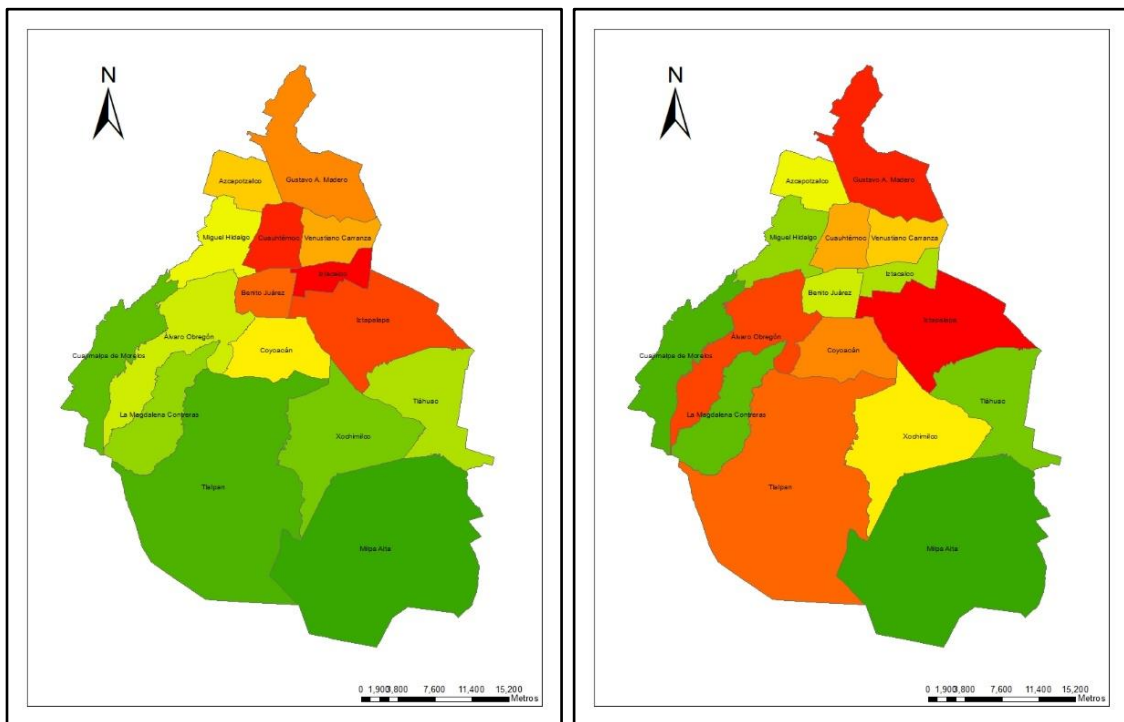 N
Gustavo A. Madero
Azcapotzalco
Miguel Hidalgo
Cuauhtémoc
Venustiano Carranza
Iztacalco
Benito Juárez
Iztapalapa
Álvaro Obregón
Coyoacán
Cuajimalpa de Morelos
Tláhuac
La Magdalena Contreras
Xochimilco
Tlalpan
Milpa Alta
0 1,900 3,800 7,600 11,400 15,200
Metros
N
Gustavo A. Madero
Azcapotzalco
Miguel Hidalgo
Cuauhtémoc
Venustiano Carranza
Iztacalco
Benito Juárez
Iztapalapa
Álvaro Obregón
Coyoacán
Cuajimalpa de Morelos
Tláhuac
La Magdalena Contreras
Xochimilco
Tlalpan
Milpa Alta
0 1,900 3,800 7,600 11,400 15,200
Metros